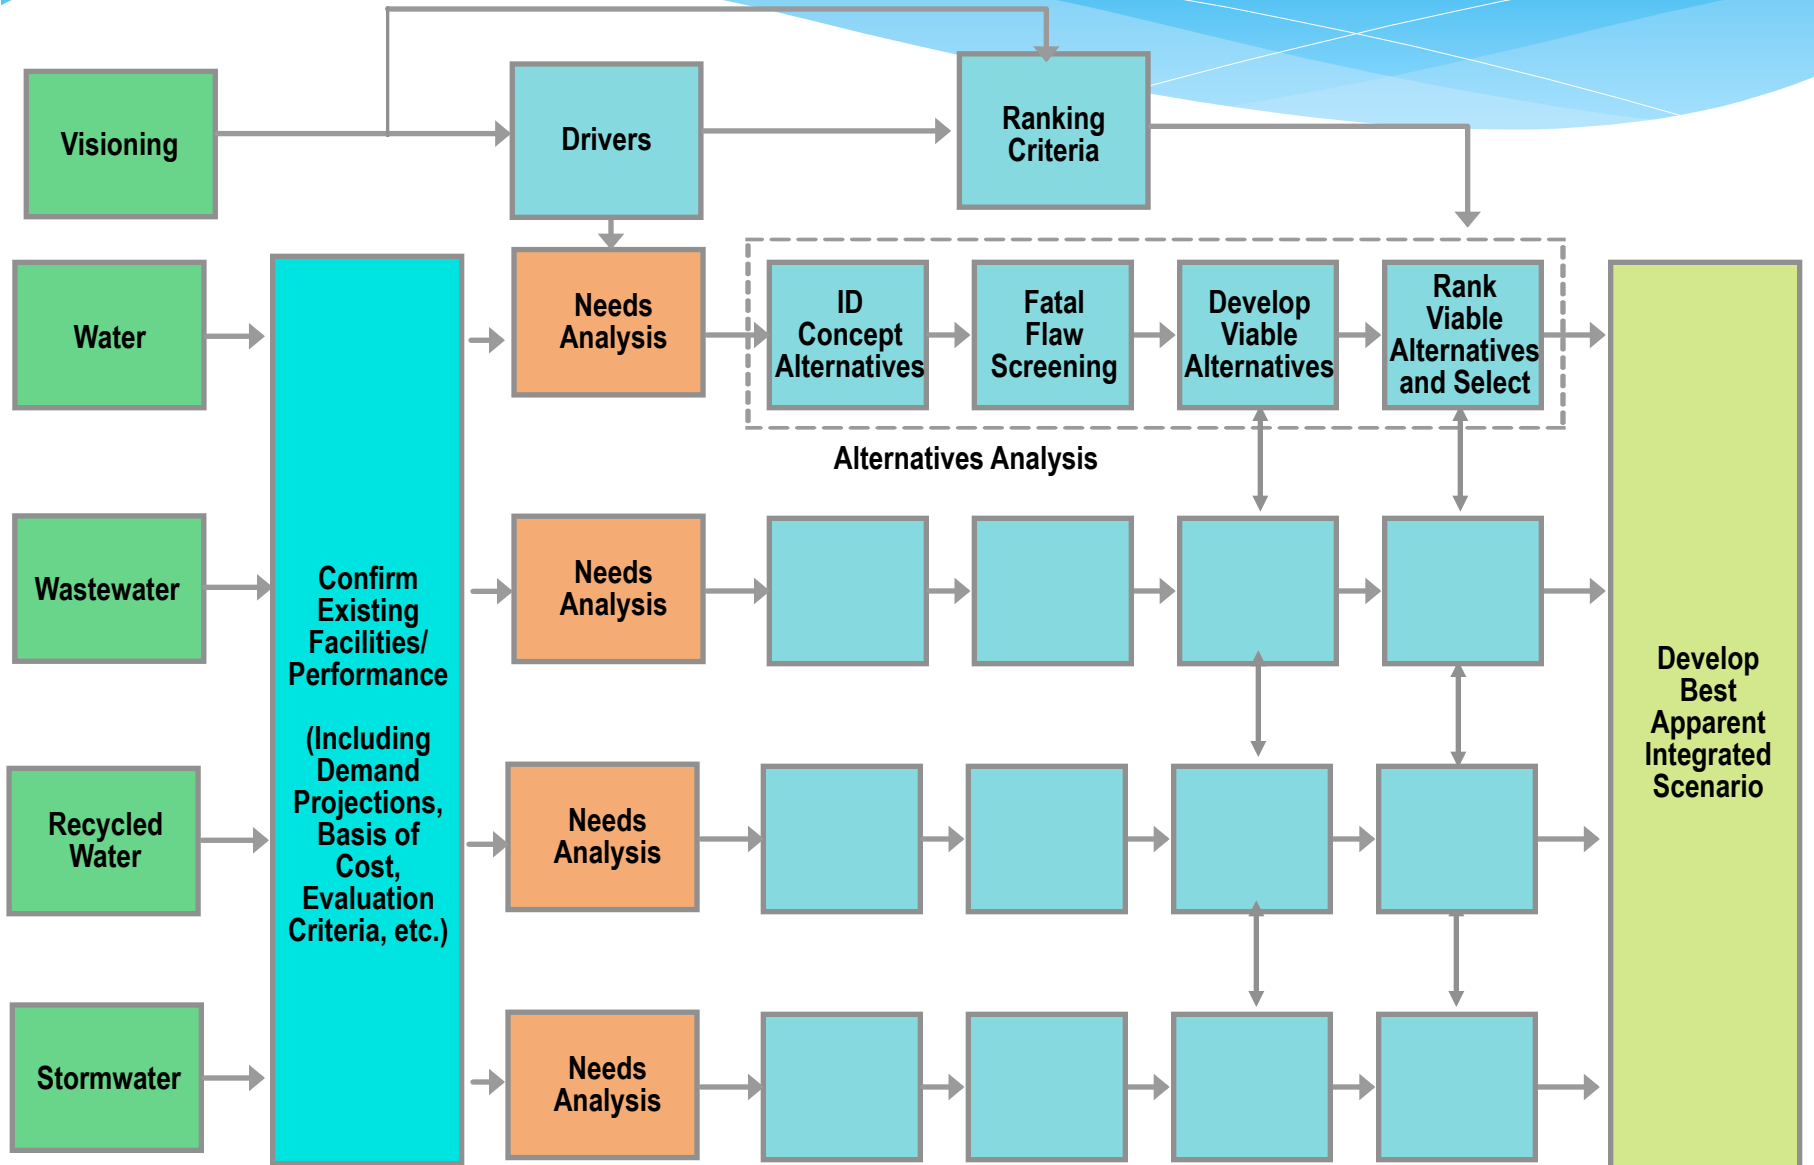 Visioning
Drivers
Ranking
Criteria
Water
Needs
Analysis
ID
Concept
Alternatives
Fatal
Flaw
Screening
Develop
Viable
Alternatives
Rank
Viable
Alternatives
and Select
Alternatives Analysis
Wastewater
Confirm
Existing
Facilities/
Performance
(Including
Demand
Projections,
Basis of
Cost,
Evaluation
Criteria, etc.)
Needs
Analysis
Develop
Best
Apparent
Integrated
Scenario
Recycled
Water
Needs
Analysis
Stormwater
Needs
Analysis